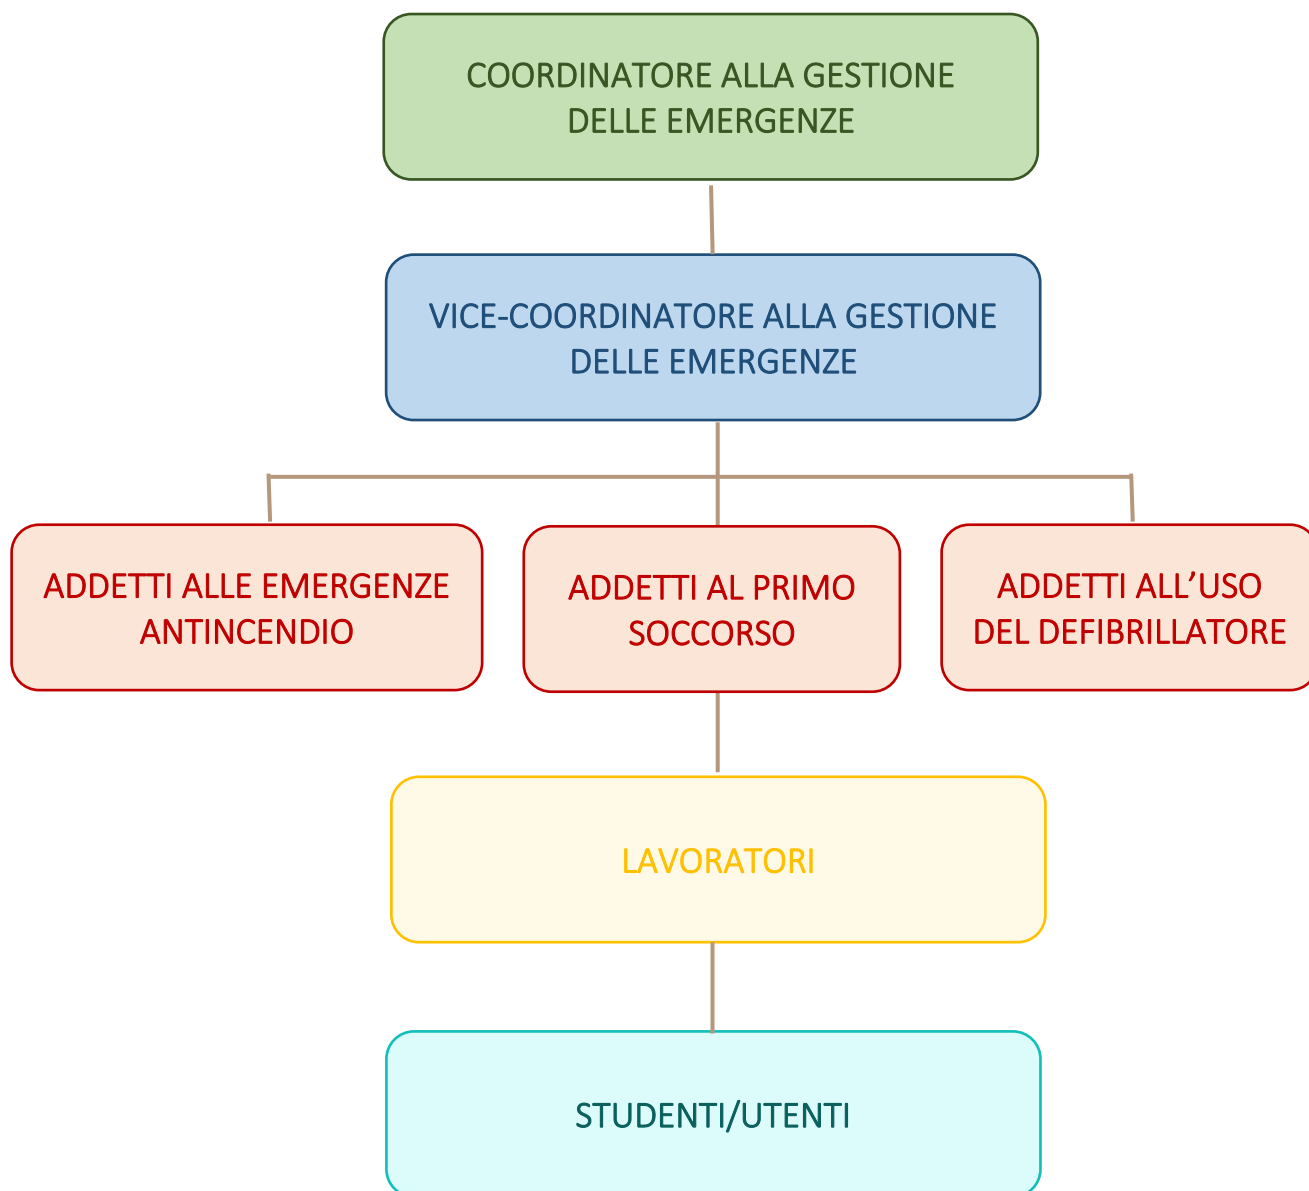 COORDINATORE ALLA GESTIONE
DELLE EMERGENZE
VICE-COORDINATORE ALLA GESTIONE
DELLE EMERGENZE
ADDETTI ALLE EMERGENZE
ANTINCENDIO
ADDETTI AL PRIMO
SOCCORSO
ADDETTI ALL’USO
DEL DEFIBRILLATORE
LAVORATORI
STUDENTI/UTENTI